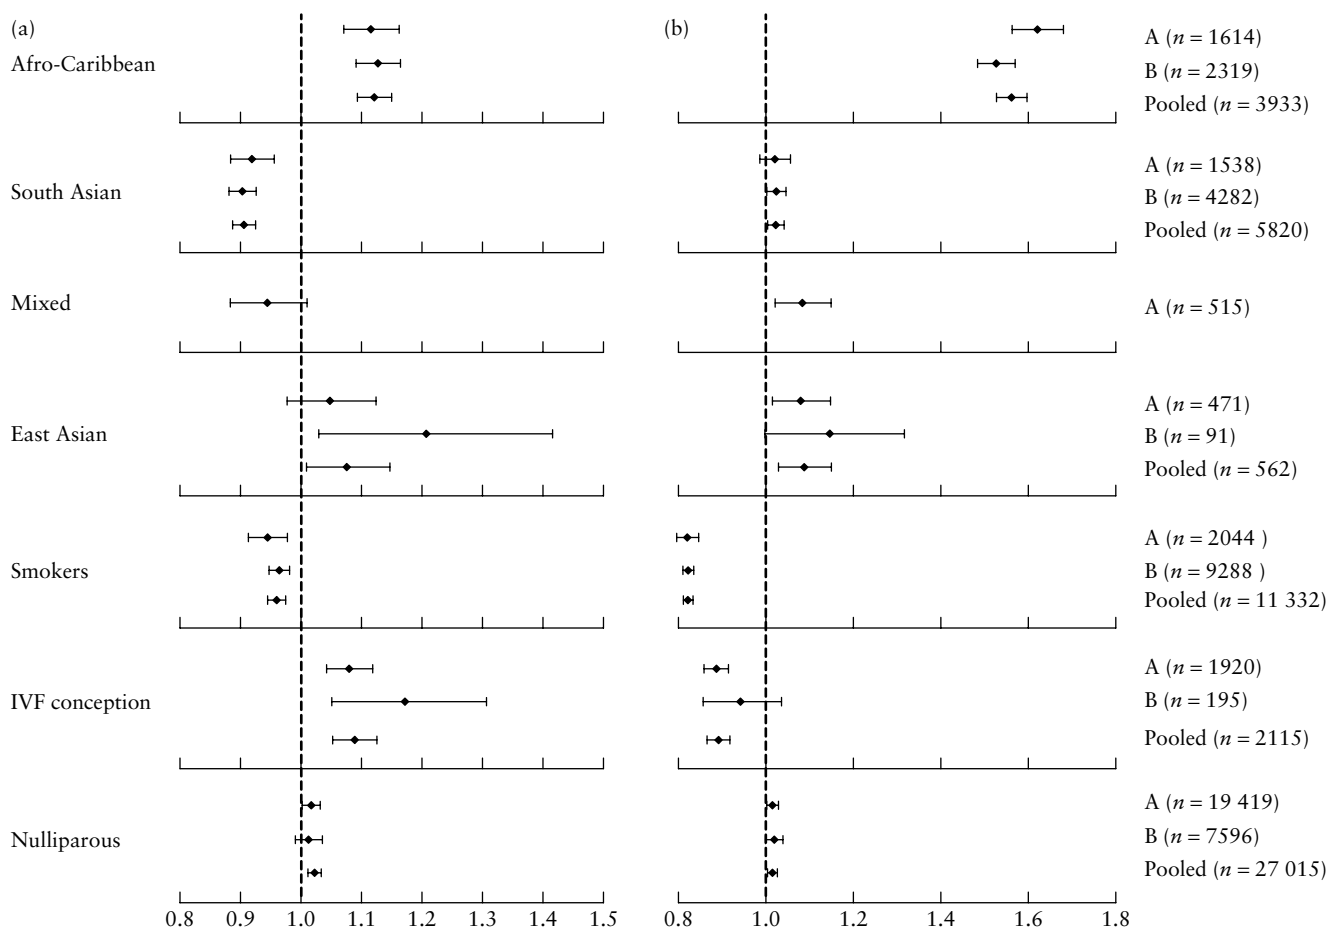 (a)
(b)
Afro-Caribbean
A (n = 1614)
B (n = 2319)
Pooled (n = 3933)
South Asian
A (n = 1538)
B (n = 4282)
Pooled (n = 5820)
Mixed
A (n = 515)
East Asian
A (n = 471)
B (n = 91)
Pooled (n = 562)
Smokers
A (n = 2044 )
B (n = 9288 )
Pooled (n = 11 332)
IVF conception
A (n = 1920)
B (n = 195)
Pooled (n = 2115)
Nulliparous
A (n = 19 419)
B (n = 7596)
Pooled (n = 27 015)
0.8 0.9 1.0 1.1 1.2 1.3 1.4 1.5
0.8 1.0 1.2 1.4 1.6 1.8